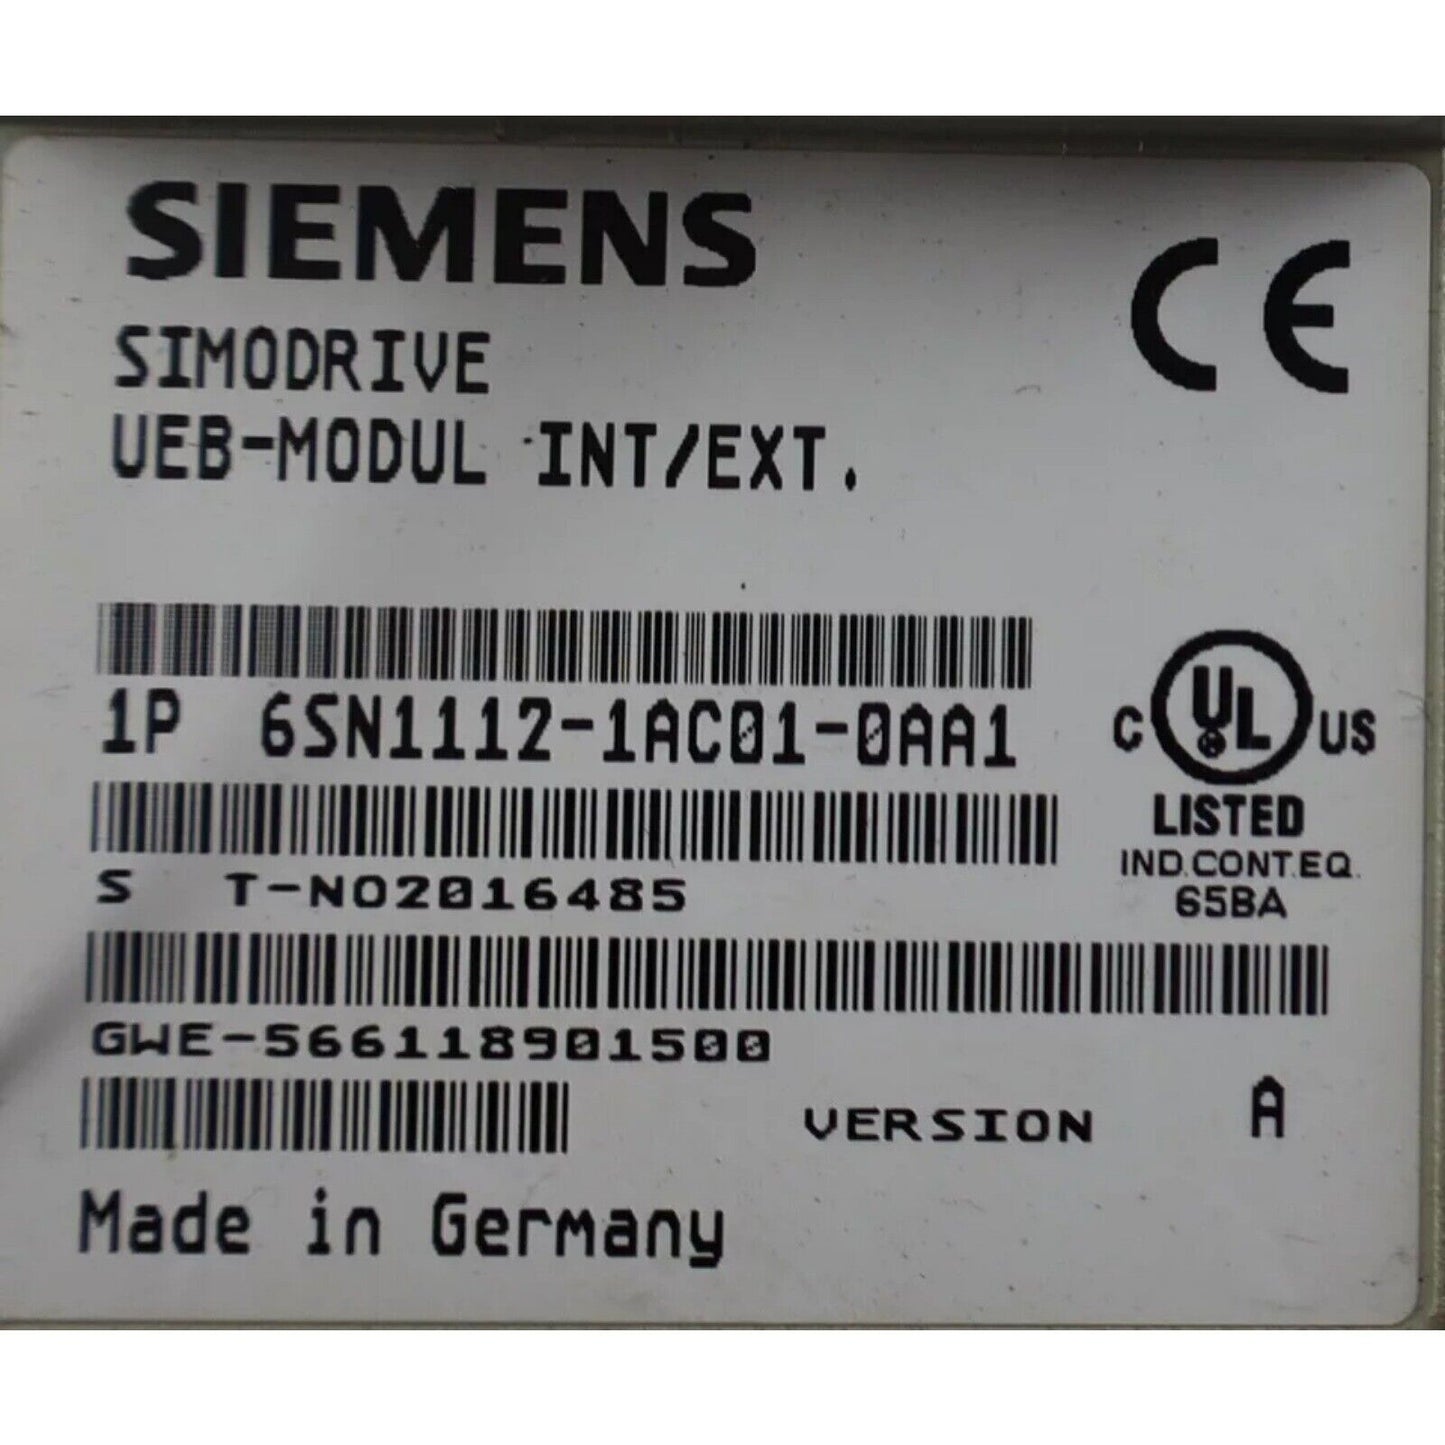 SIEMENS
CE
SIMODRIVE
UEB-MODUL INT/EXT.
1P 6SN1112-1AC01-0AA1
C UL US
LISTED
IND.CONT.EQ.
65BA
S T-NO2016485
GWE-566118901500
VERSION A
Made in Germany